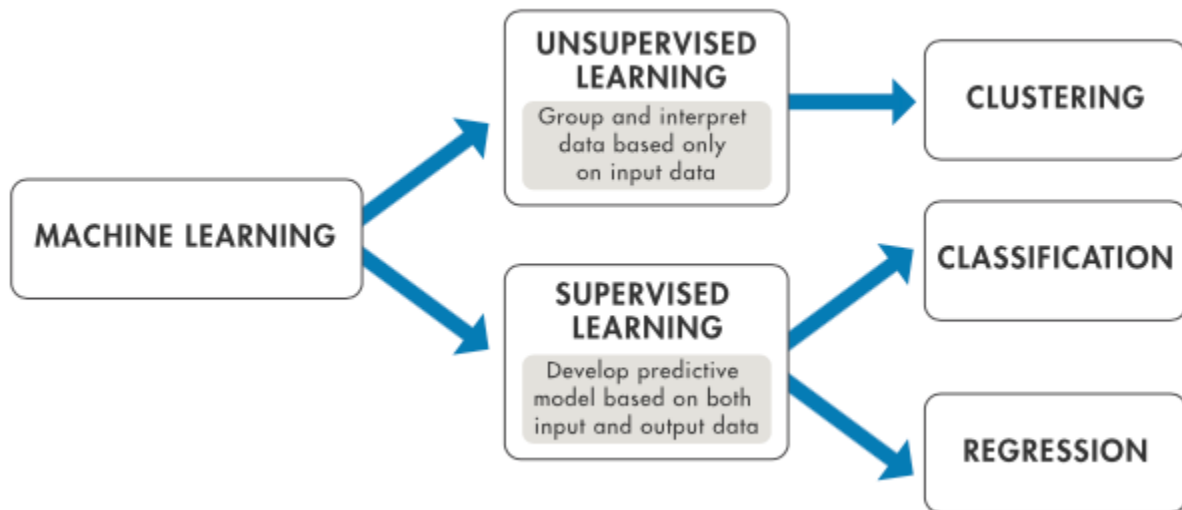 MACHINE LEARNING
UNSUPERVISED
LEARNING
Group and interpret
data based only
on input data
SUPERVISED
LEARNING
Develop predictive
model based on both
input and output data
CLUSTERING
CLASSIFICATION
REGRESSION